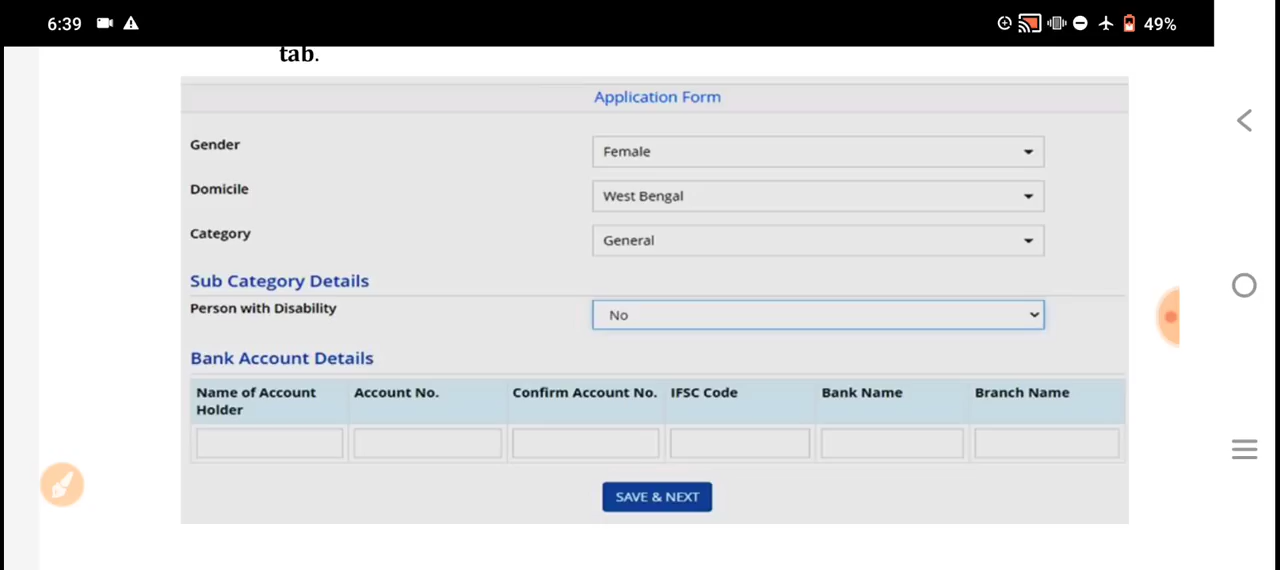 6:39 49%
tab.
Application Form
Gender Female
Domicile West Bengal
Category General
Sub Category Details
Person with Disability No
Bank Account Details
Name of Account Holder Account No. Confirm Account No. IFSC Code Bank Name Branch Name
SAVE & NEXT